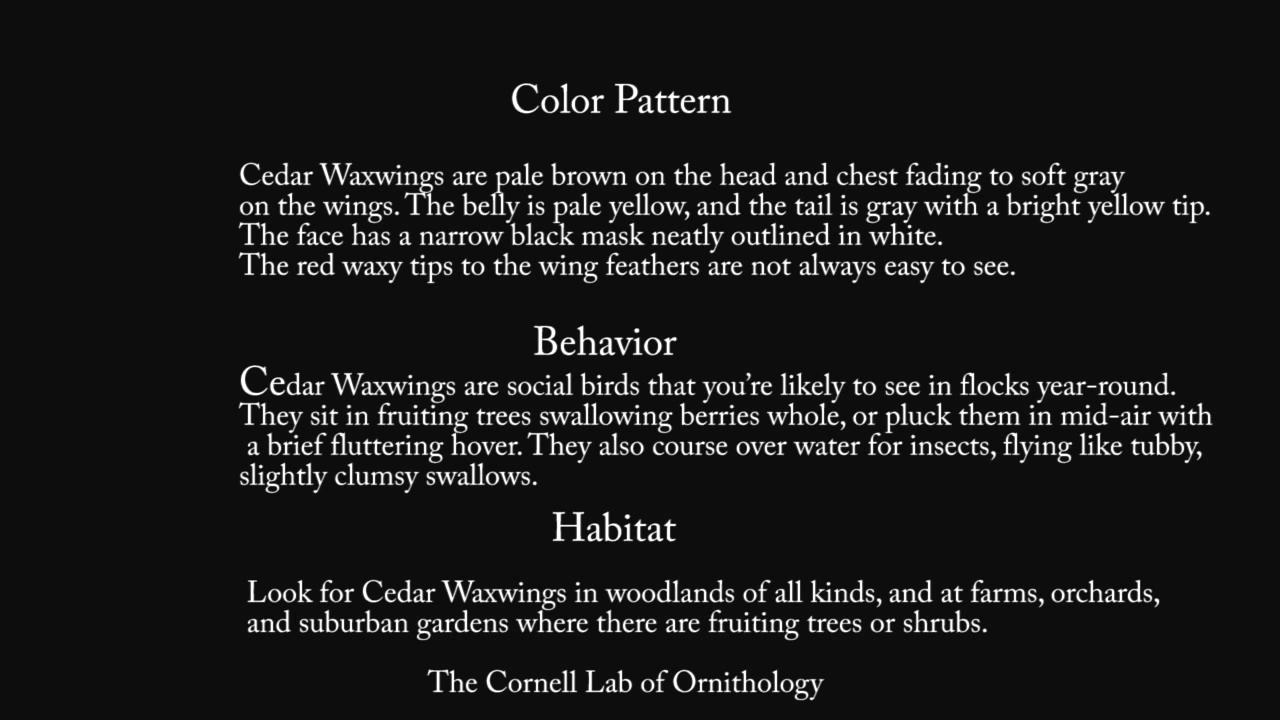 Color Pattern
Cedar Waxwings are pale brown on the head and chest fading to soft gray
on the wings. The belly is pale yellow, and the tail is gray with a bright yellow tip.
The face has a narrow black mask neatly outlined in white.
The red waxy tips to the wing feathers are not always easy to see.
Behavior
Cedar Waxwings are social birds that you’re likely to see in flocks year-round.
They sit in fruiting trees swallowing berries whole, or pluck them in mid-air with
a brief fluttering hover. They also course over water for insects, flying like tubby,
slightly clumsy swallows.
Habitat
Look for Cedar Waxwings in woodlands of all kinds, and at farms, orchards,
and suburban gardens where there are fruiting trees or shrubs.
The Cornell Lab of Ornithology